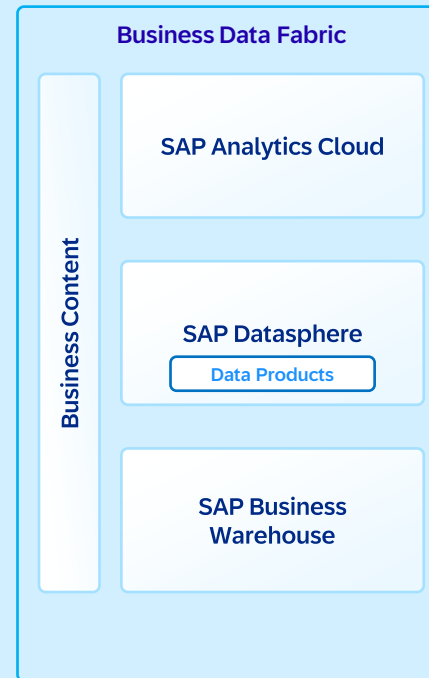 Business Data Fabric
Business Content
SAP Analytics Cloud
SAP Datasphere
Data Products
SAP Business
Warehouse